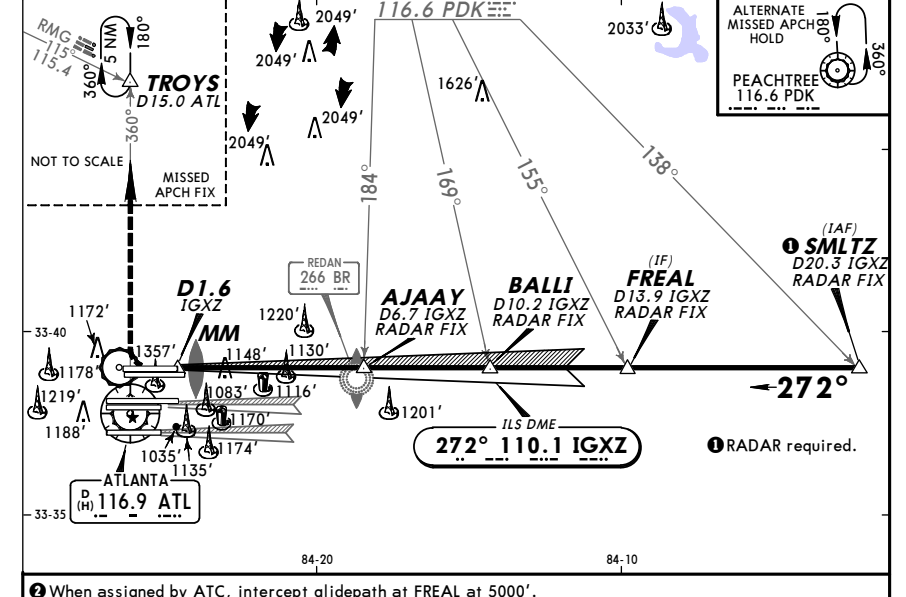 RMG
115°
115.4
5 NM
180°
360°
TROYS
D15.0 ATL
360°
NOT TO SCALE
MISSED
APCH FIX
2049'
2049'
2049'
2049'
116.6 PDK
1626'
2033'
ALTERNATE
MISSED APCH
HOLD
180°
360°
PEACHTREE
116.6 PDK
184°
169°
155°
138°
(IAF)
❶ SMLTZ
D20.3 IGXZ
RADAR FIX
(IF)
FREAL
D13.9 IGXZ
RADAR FIX
BALLI
D10.2 IGXZ
RADAR FIX
AJAAY
D6.7 IGXZ
RADAR FIX
REDAN
266 BR
D1.6
IGXZ
MM
1172'
1220'
33-40
1357'
1148'
1130'
1178'
1083'
1116'
1219'
1170'
1201'
1188'
1035'
1135'
1174'
272°
ILS DME
272° 110.1 IGXZ
❶ RADAR required.
ATLANTA
D
(H) 116.9 ATL
33-35
84-20
84-10
❷ When assigned by ATC, intercept glidepath at FREAL at 5000'.